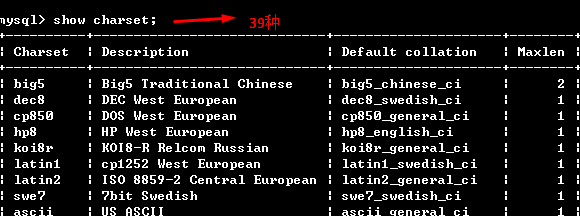 mysql> show charset; 39种
Charset | Description | Default collation | Maxlen
big5 | Big5 Traditional Chinese | big5_chinese_ci | 2
dec8 | DEC West European | dec8_swedish_ci | 1
cp850 | DOS West European | cp850_general_ci | 1
hp8 | HP West European | hp8_english_ci | 1
koi8r | KOI8-R Relcom Russian | koi8r_general_ci | 1
latin1 | cp1252 West European | latin1_swedish_ci | 1
latin2 | ISO 8859-2 Central European | latin2_general_ci | 1
swe7 | 7bit Swedish | swe7_swedish_ci | 1
ascii | US ASCII | ascii_general_ci | 1